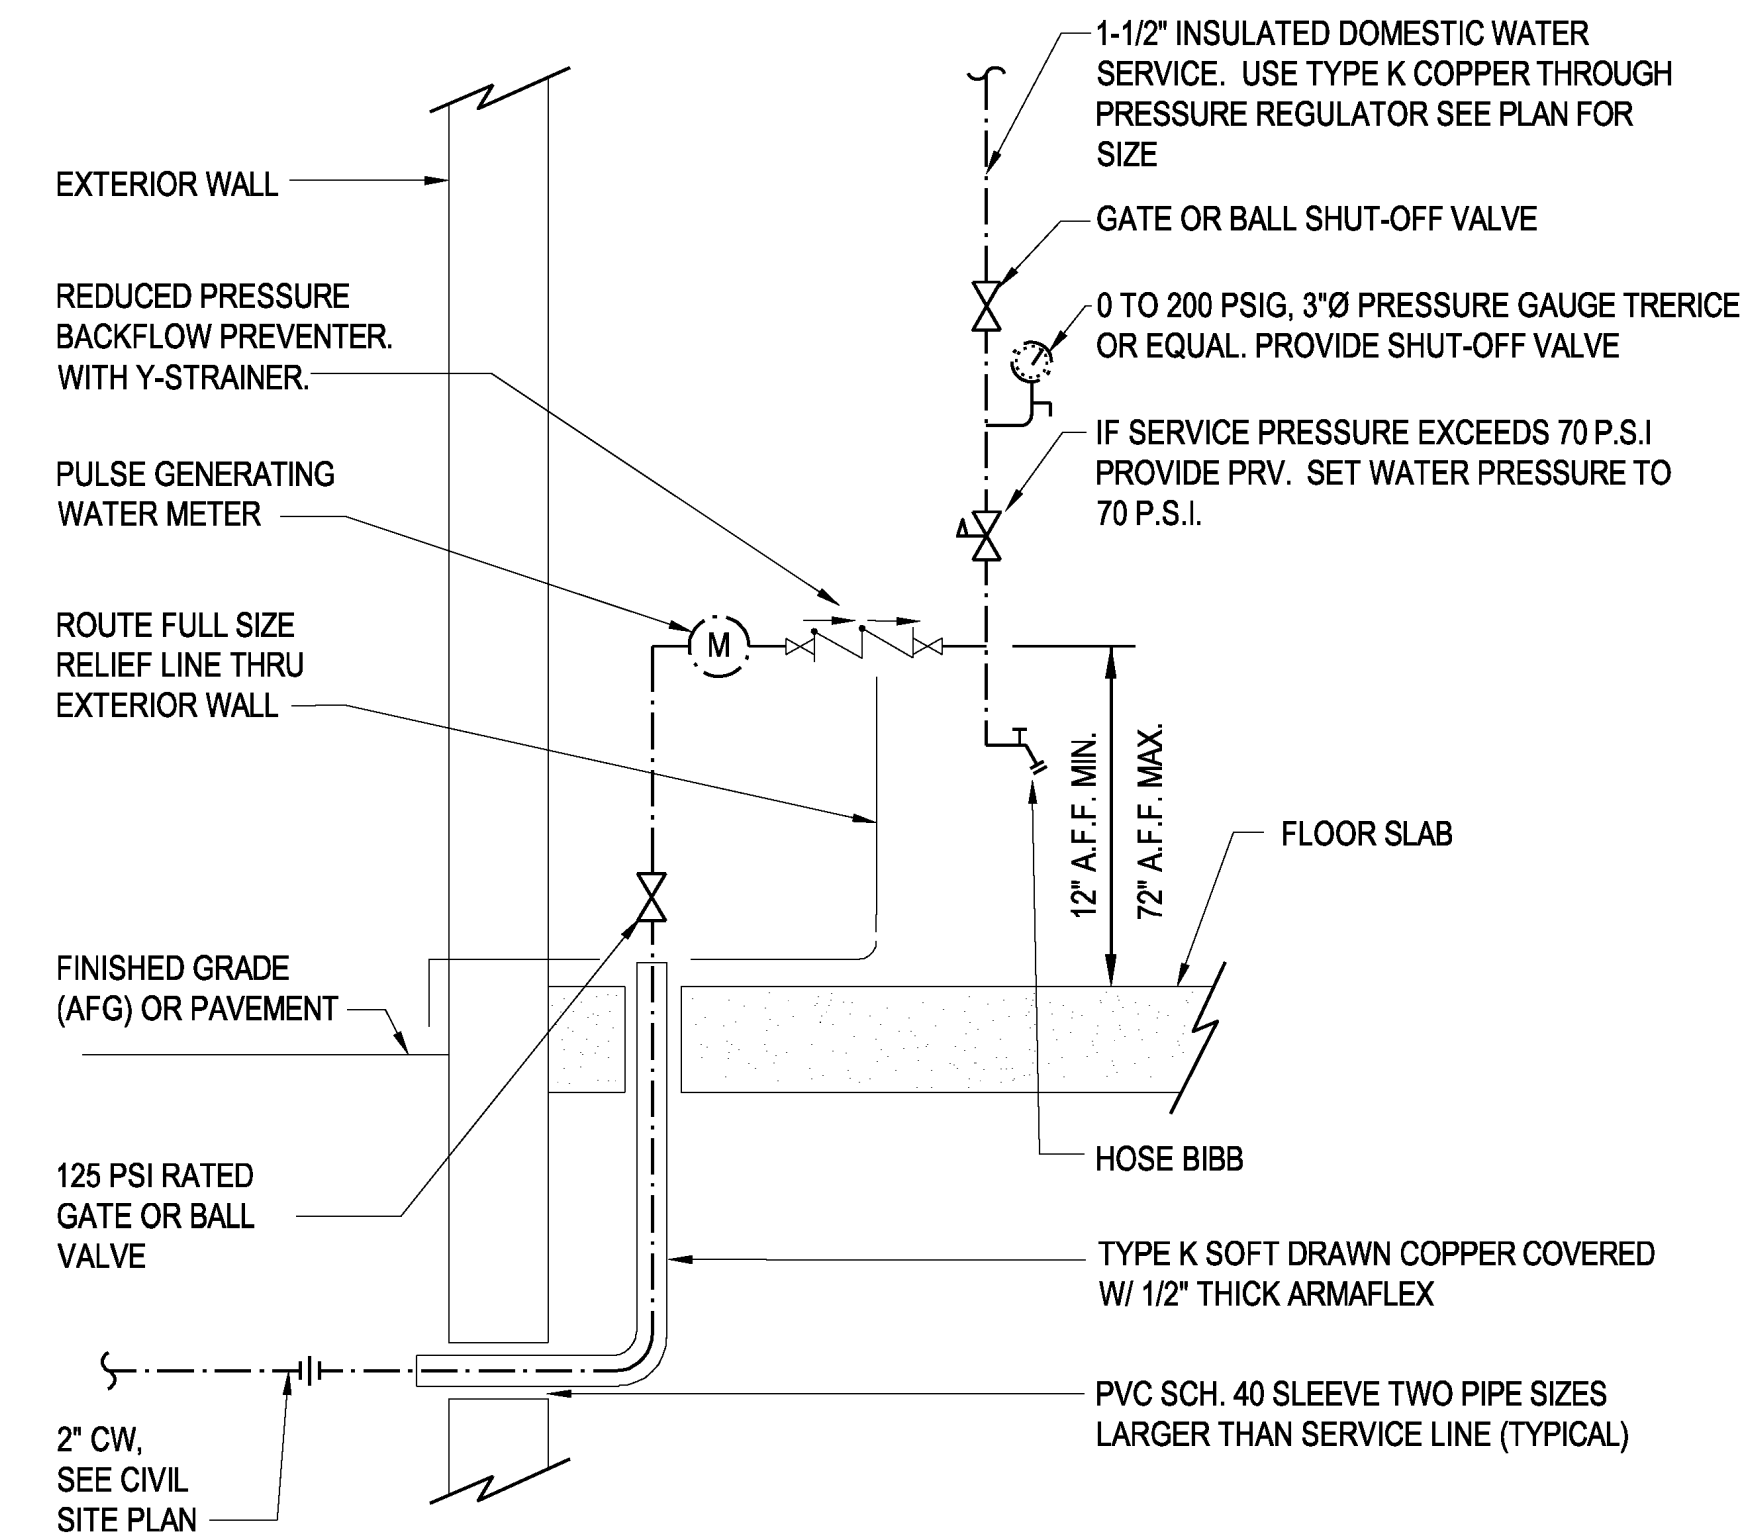 1-1/2" INSULATED DOMESTIC WATER
SERVICE. USE TYPE K COPPER THROUGH
PRESSURE REGULATOR SEE PLAN FOR
SIZE
EXTERIOR WALL
GATE OR BALL SHUT-OFF VALVE
REDUCED PRESSURE
BACKFLOW PREVENTER.
WITH Y-STRAINER.
0 TO 200 PSIG, 3"Ø PRESSURE GAUGE TRERICE
OR EQUAL. PROVIDE SHUT-OFF VALVE
IF SERVICE PRESSURE EXCEEDS 70 P.S.I
PROVIDE PRV. SET WATER PRESSURE TO
70 P.S.I.
PULSE GENERATING
WATER METER
ROUTE FULL SIZE
RELIEF LINE THRU
EXTERIOR WALL
M
12" A.F.F. MIN.
72" A.F.F. MAX.
FLOOR SLAB
FINISHED GRADE
(AFG) OR PAVEMENT
125 PSI RATED
GATE OR BALL
VALVE
HOSE BIBB
TYPE K SOFT DRAWN COPPER COVERED
W/ 1/2" THICK ARMAFLEX
PVC SCH. 40 SLEEVE TWO PIPE SIZES
LARGER THAN SERVICE LINE (TYPICAL)
2" CW,
SEE CIVIL
SITE PLAN